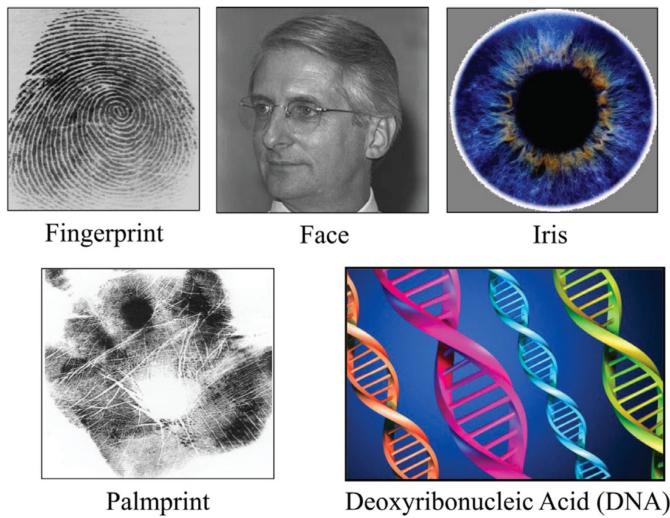 Fingerprint
Face
Iris
Palmprint
Deoxyribonucleic Acid (DNA)